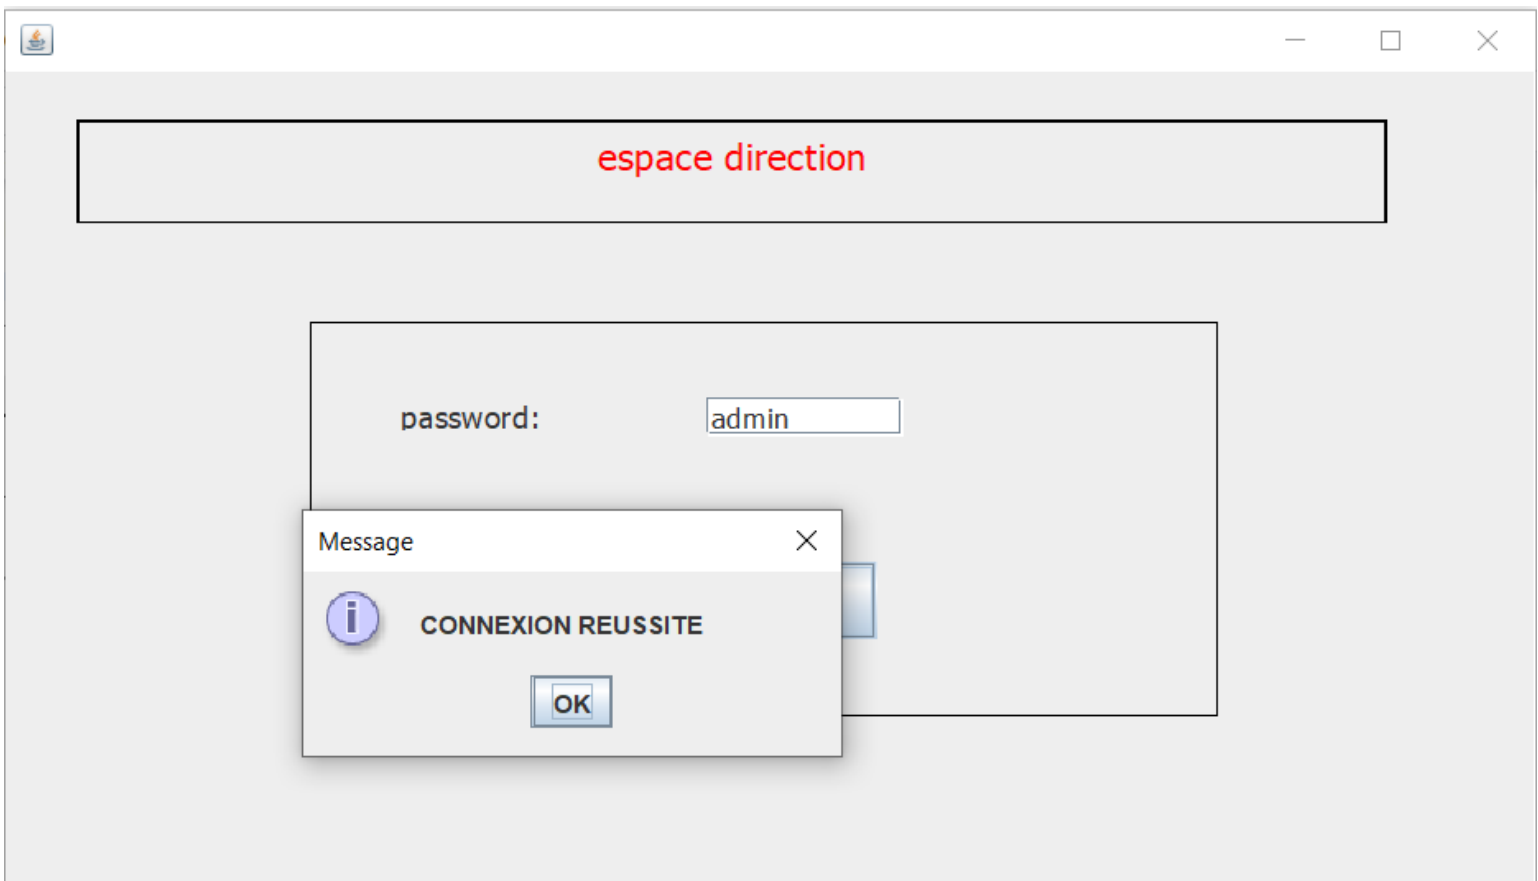 espace direction
password:
admin
Message
CONNEXION REUSSITE
OK